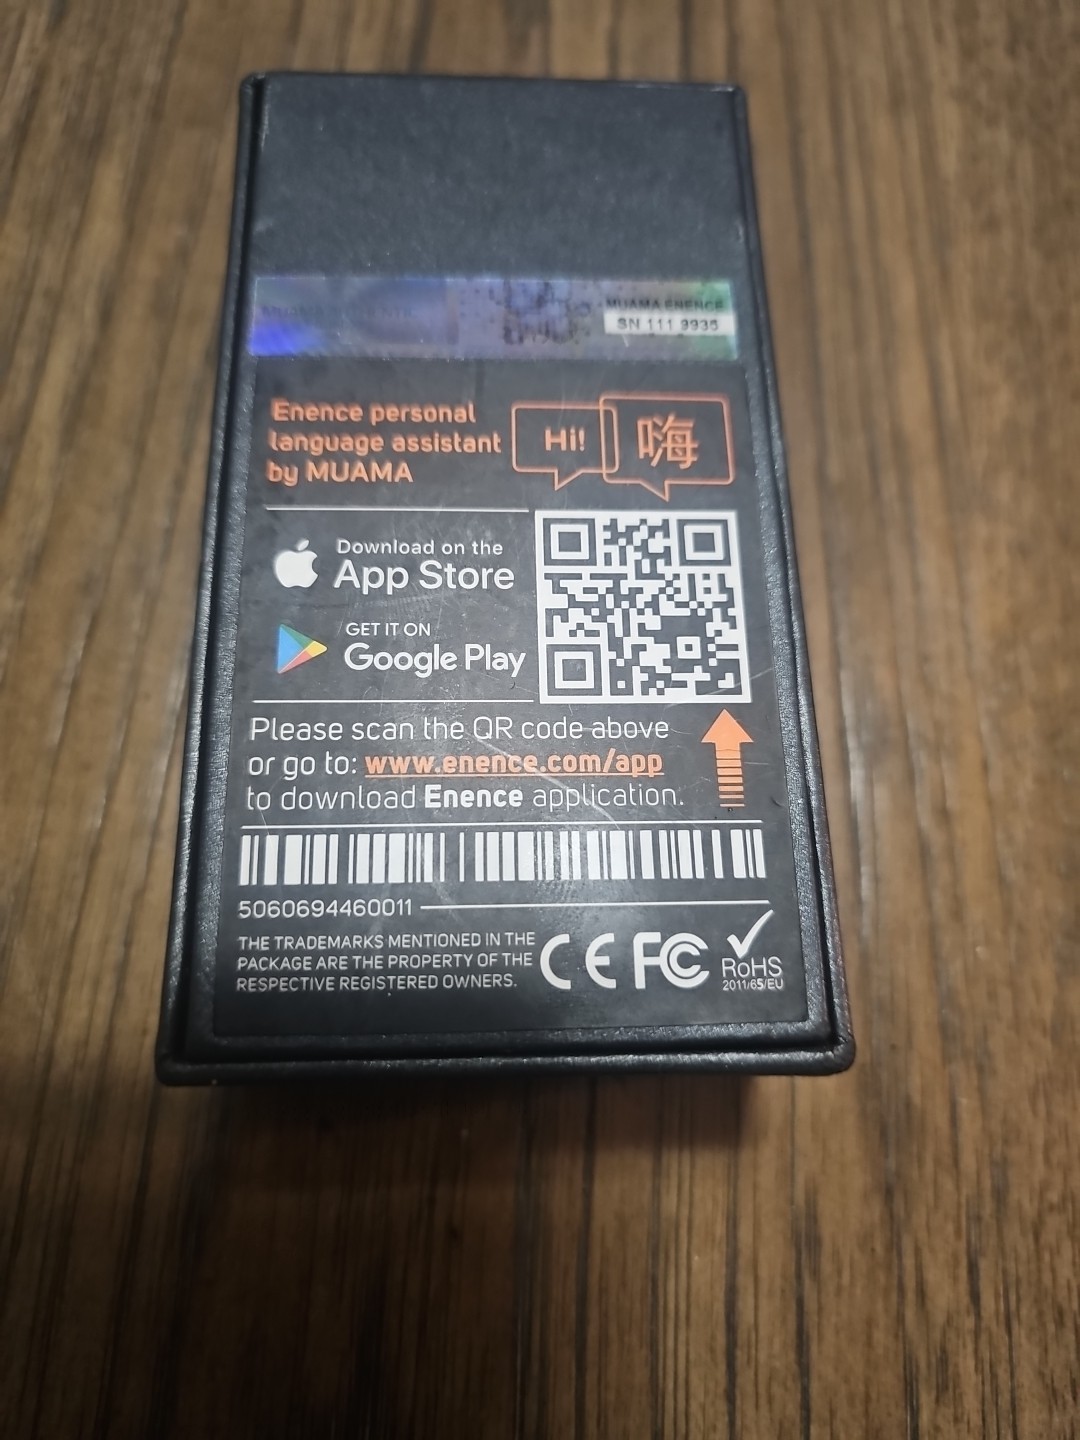 MUAMA ENENCE
SN 111 9935
Enence personal
language assistant
by MUAMA
Hi!
嗨
Download on the
App Store
GET IT ON
Google Play
Please scan the QR code above
or go to: www.enence.com/app
to download Enence application.
5060694460011
THE TRADEMARKS MENTIONED IN THE
PACKAGE ARE THE PROPERTY OF THE
RESPECTIVE REGISTERED OWNERS.
CE FC
RoHS
2011/65/EU